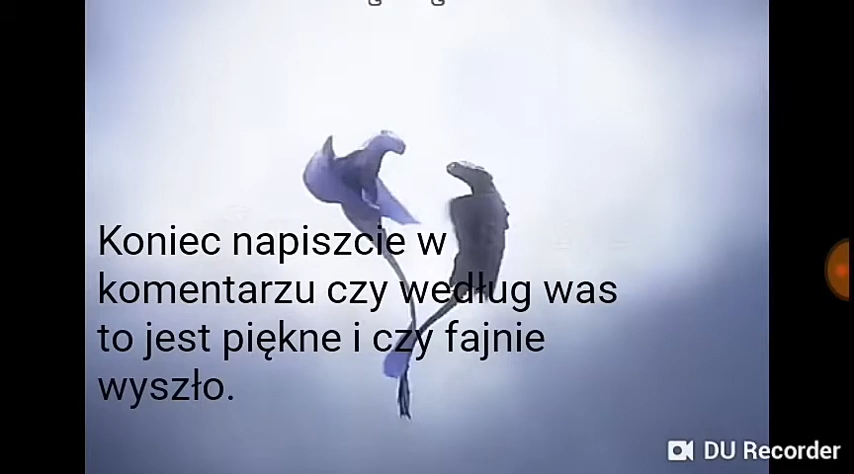 Koniec napiszcie w
komentarzu czy według was
to jest piękne i czy fajnie
wyszło.
DU Recorder